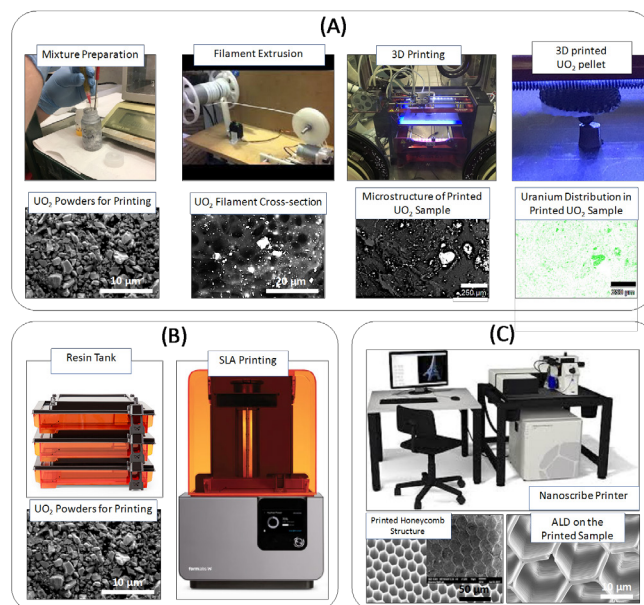 (A)
Mixture Preparation
Filament Extrusion
3D Printing
3D printed
UO₂ pellet
UO₂ Powders for Printing
10 µm
UO₂ Filament Cross-section
20 µm
Microstructure of Printed
UO₂ Sample
250 µm
Uranium Distribution in
Printed UO₂ Sample
(B)
Resin Tank
SLA Printing
UO₂ Powders for Printing
10 µm
(C)
Nanoscribe Printer
Printed Honeycomb
Structure
50 µm
ALD on the
Printed Sample
10 µm